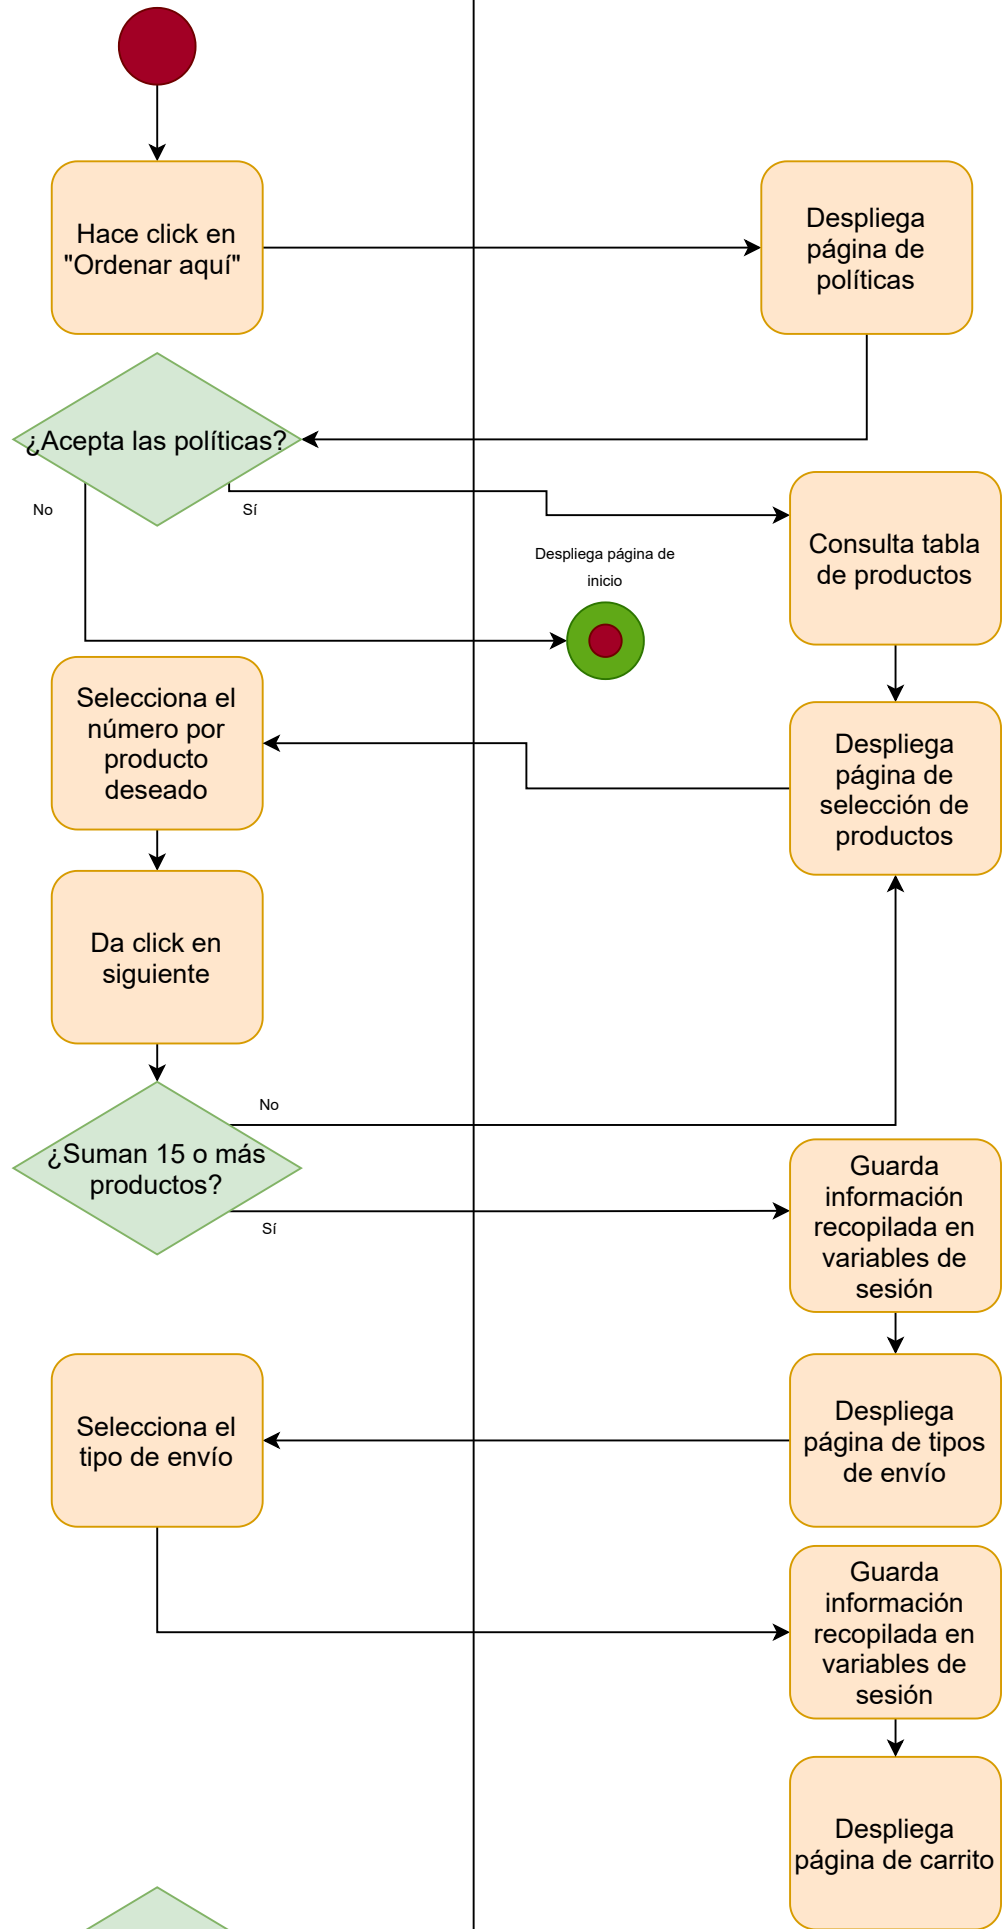 Hace click en
"Ordenar aquí"
Despliega
página de
políticas
¿Acepta las políticas?
No
Sí
Consulta tabla
de productos
Despliega página de
inicio
Selecciona el
número por
producto
deseado
Despliega
página de
selección de
productos
Da click en
siguiente
No
¿Suman 15 o más
productos?
Sí
Guarda
información
recopilada en
variables de
sesión
Selecciona el
tipo de envío
Despliega
página de tipos
de envío
Guarda
información
recopilada en
variables de
sesión
Despliega
página de carrito